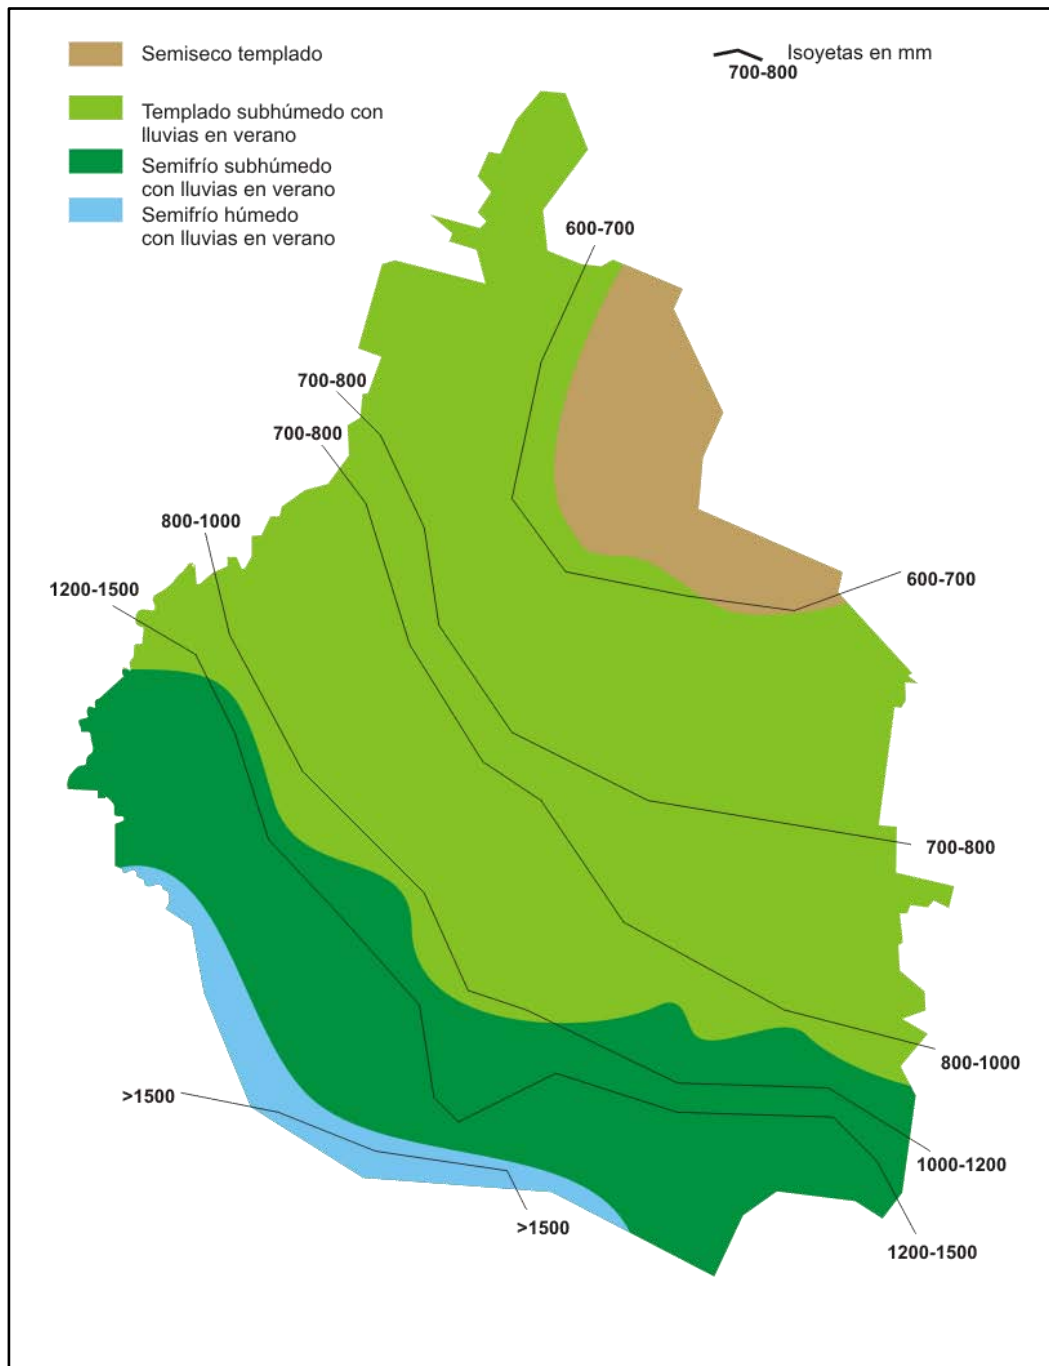 Semiseco templado
Isoyetas en mm
700-800
Templado subhúmedo con
lluvias en verano
Semifrío subhúmedo
con lluvias en verano
Semifrío húmedo
con lluvias en verano
600-700
700-800
700-800
800-1000
1200-1500
600-700
700-800
800-1000
>1500
1000-1200
>1500
1200-1500